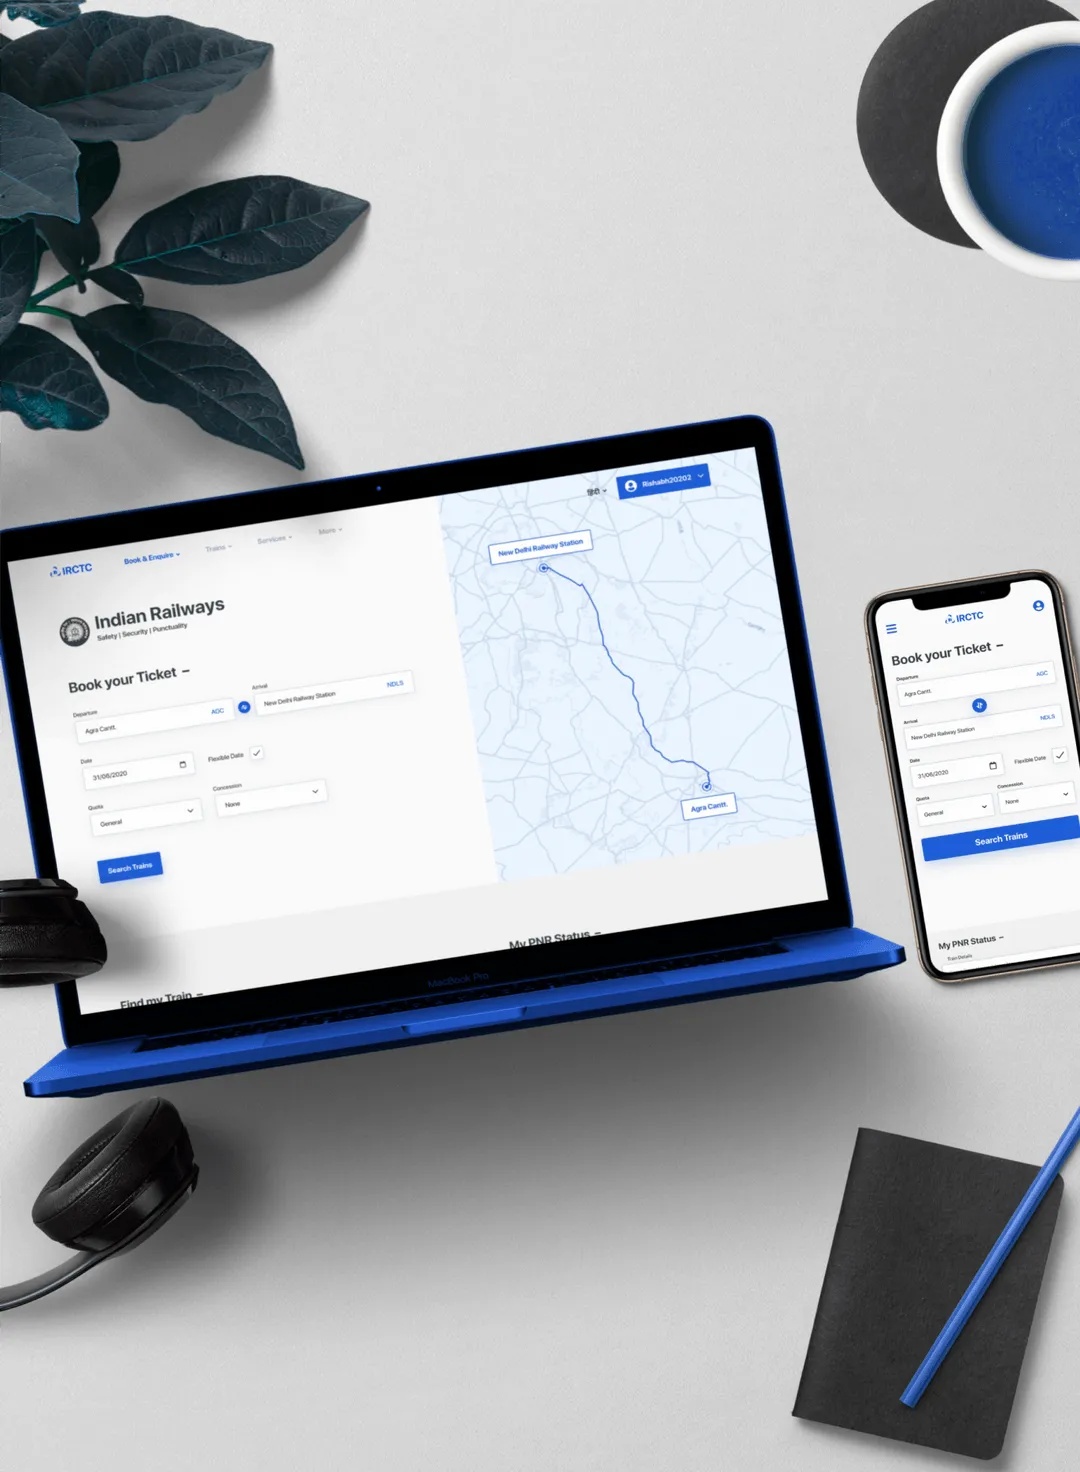 हिंदी
Rishabh20202
IRCTC
Book & Enquire
Trains
Services
More
Indian Railways
Safety | Security | Punctuality
Book your Ticket –
Departure
Agra Cantt.
AGC
Arrival
New Delhi Railway Station
NDLS
Date
31/06/2020
Flexible Date
Quota
General
Concession
None
Search Trains
New Delhi Railway Station
Agra Cantt.
My PNR Status –
Find my Train –
MacBook Pro
IRCTC
Book your Ticket –
Departure
Agra Cantt.
AGC
Arrival
New Delhi Railway Station
NDLS
Date
31/06/2020
Flexible Date
Quota
General
Concession
None
Search Trains
My PNR Status –
Train Details